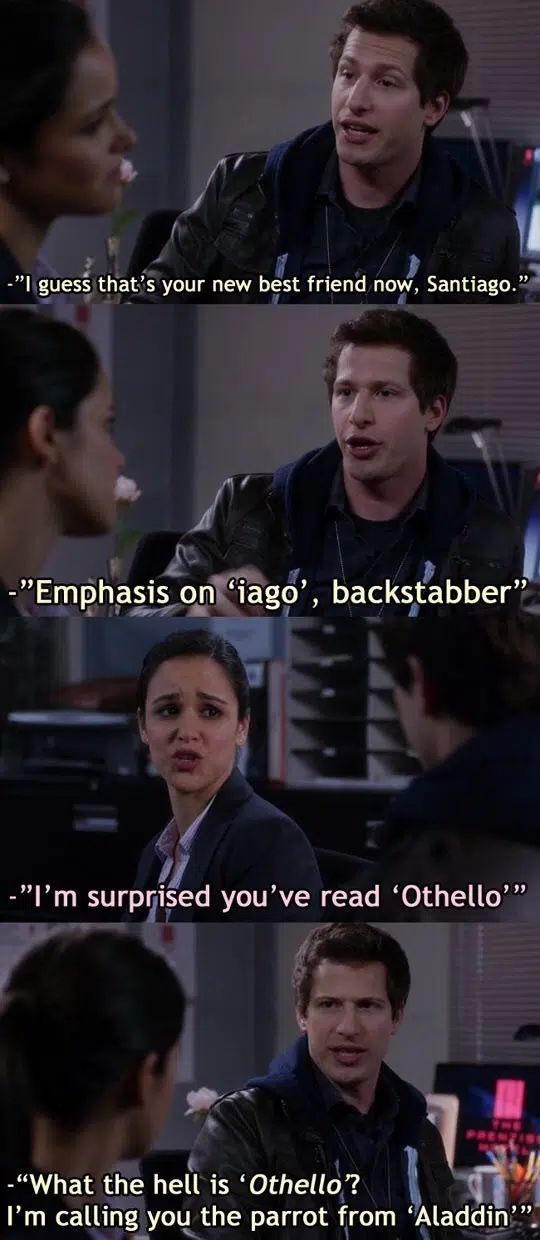 -"I guess that's your new best friend now, Santiago."
-"Emphasis on 'iago', backstabber"
-"I'm surprised you've read 'Othello'"
THE
-"What the hell is 'Othello'?
I'm calling you the parrot from 'Aladdin'"